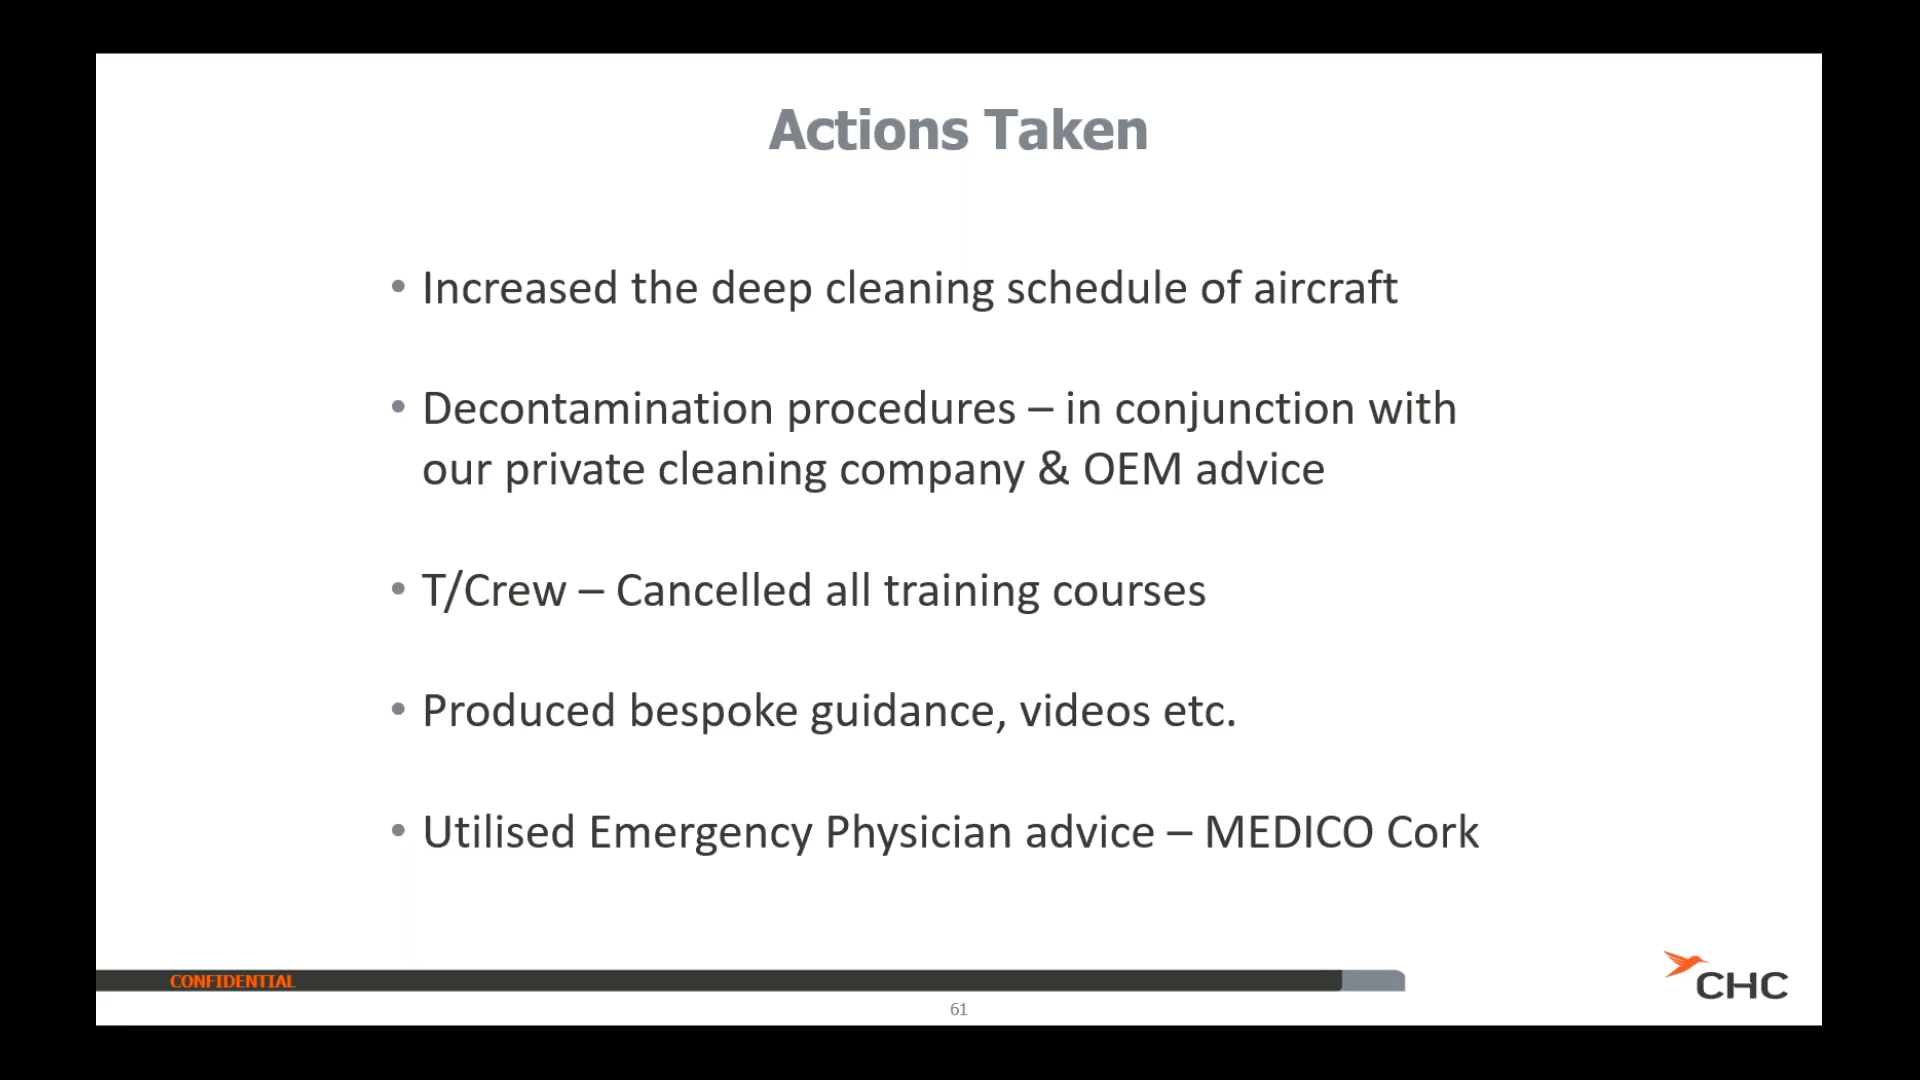 Actions Taken
• Increased the deep cleaning schedule of aircraft
• Decontamination procedures – in conjunction with
our private cleaning company & OEM advice
• T/Crew – Cancelled all training courses
• Produced bespoke guidance, videos etc.
• Utilised Emergency Physician advice – MEDICO Cork
CONFIDENTIAL
CHC
61